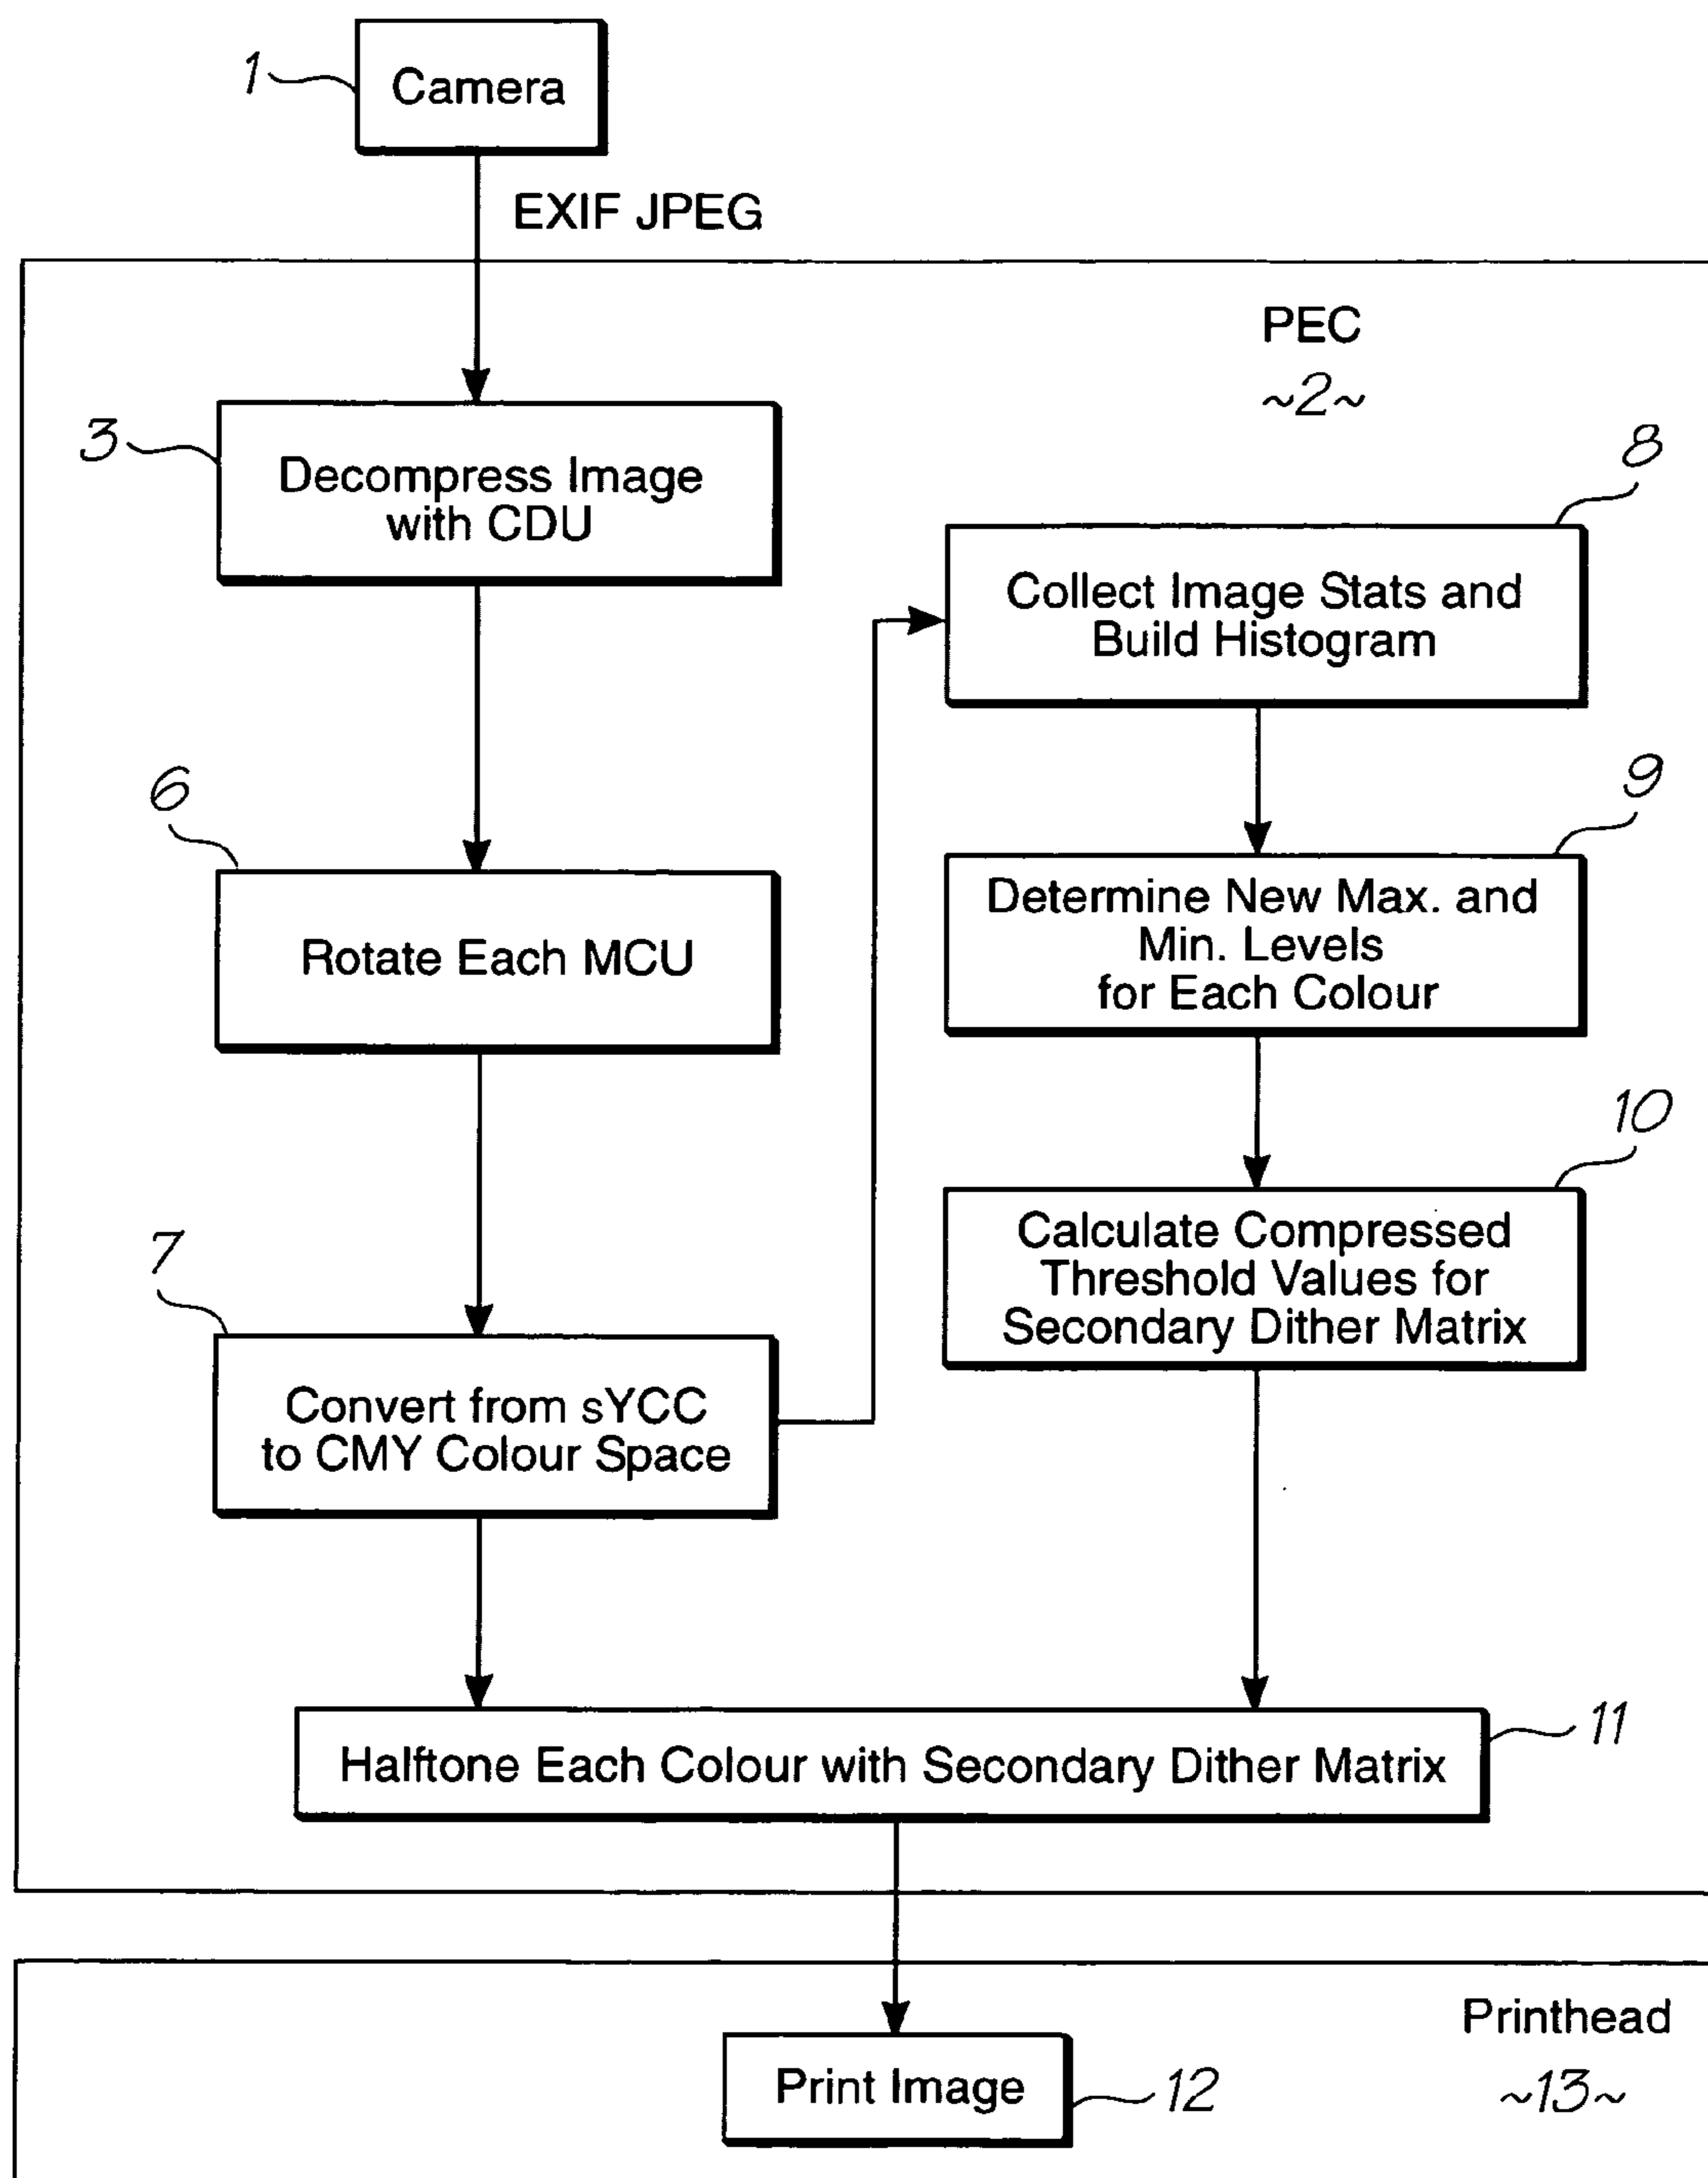 1
Camera
EXIF JPEG
PEC
~2~
3
Decompress Image
with CDU
8
Collect Image Stats and
Build Histogram
6
Rotate Each MCU
9
Determine New Max. and
Min. Levels
for Each Colour
10
Calculate Compressed
Threshold Values for
Secondary Dither Matrix
7
Convert from sYCC
to CMY Colour Space
Halftone Each Colour with Secondary Dither Matrix
11
Printhead
~13~
Print Image
12